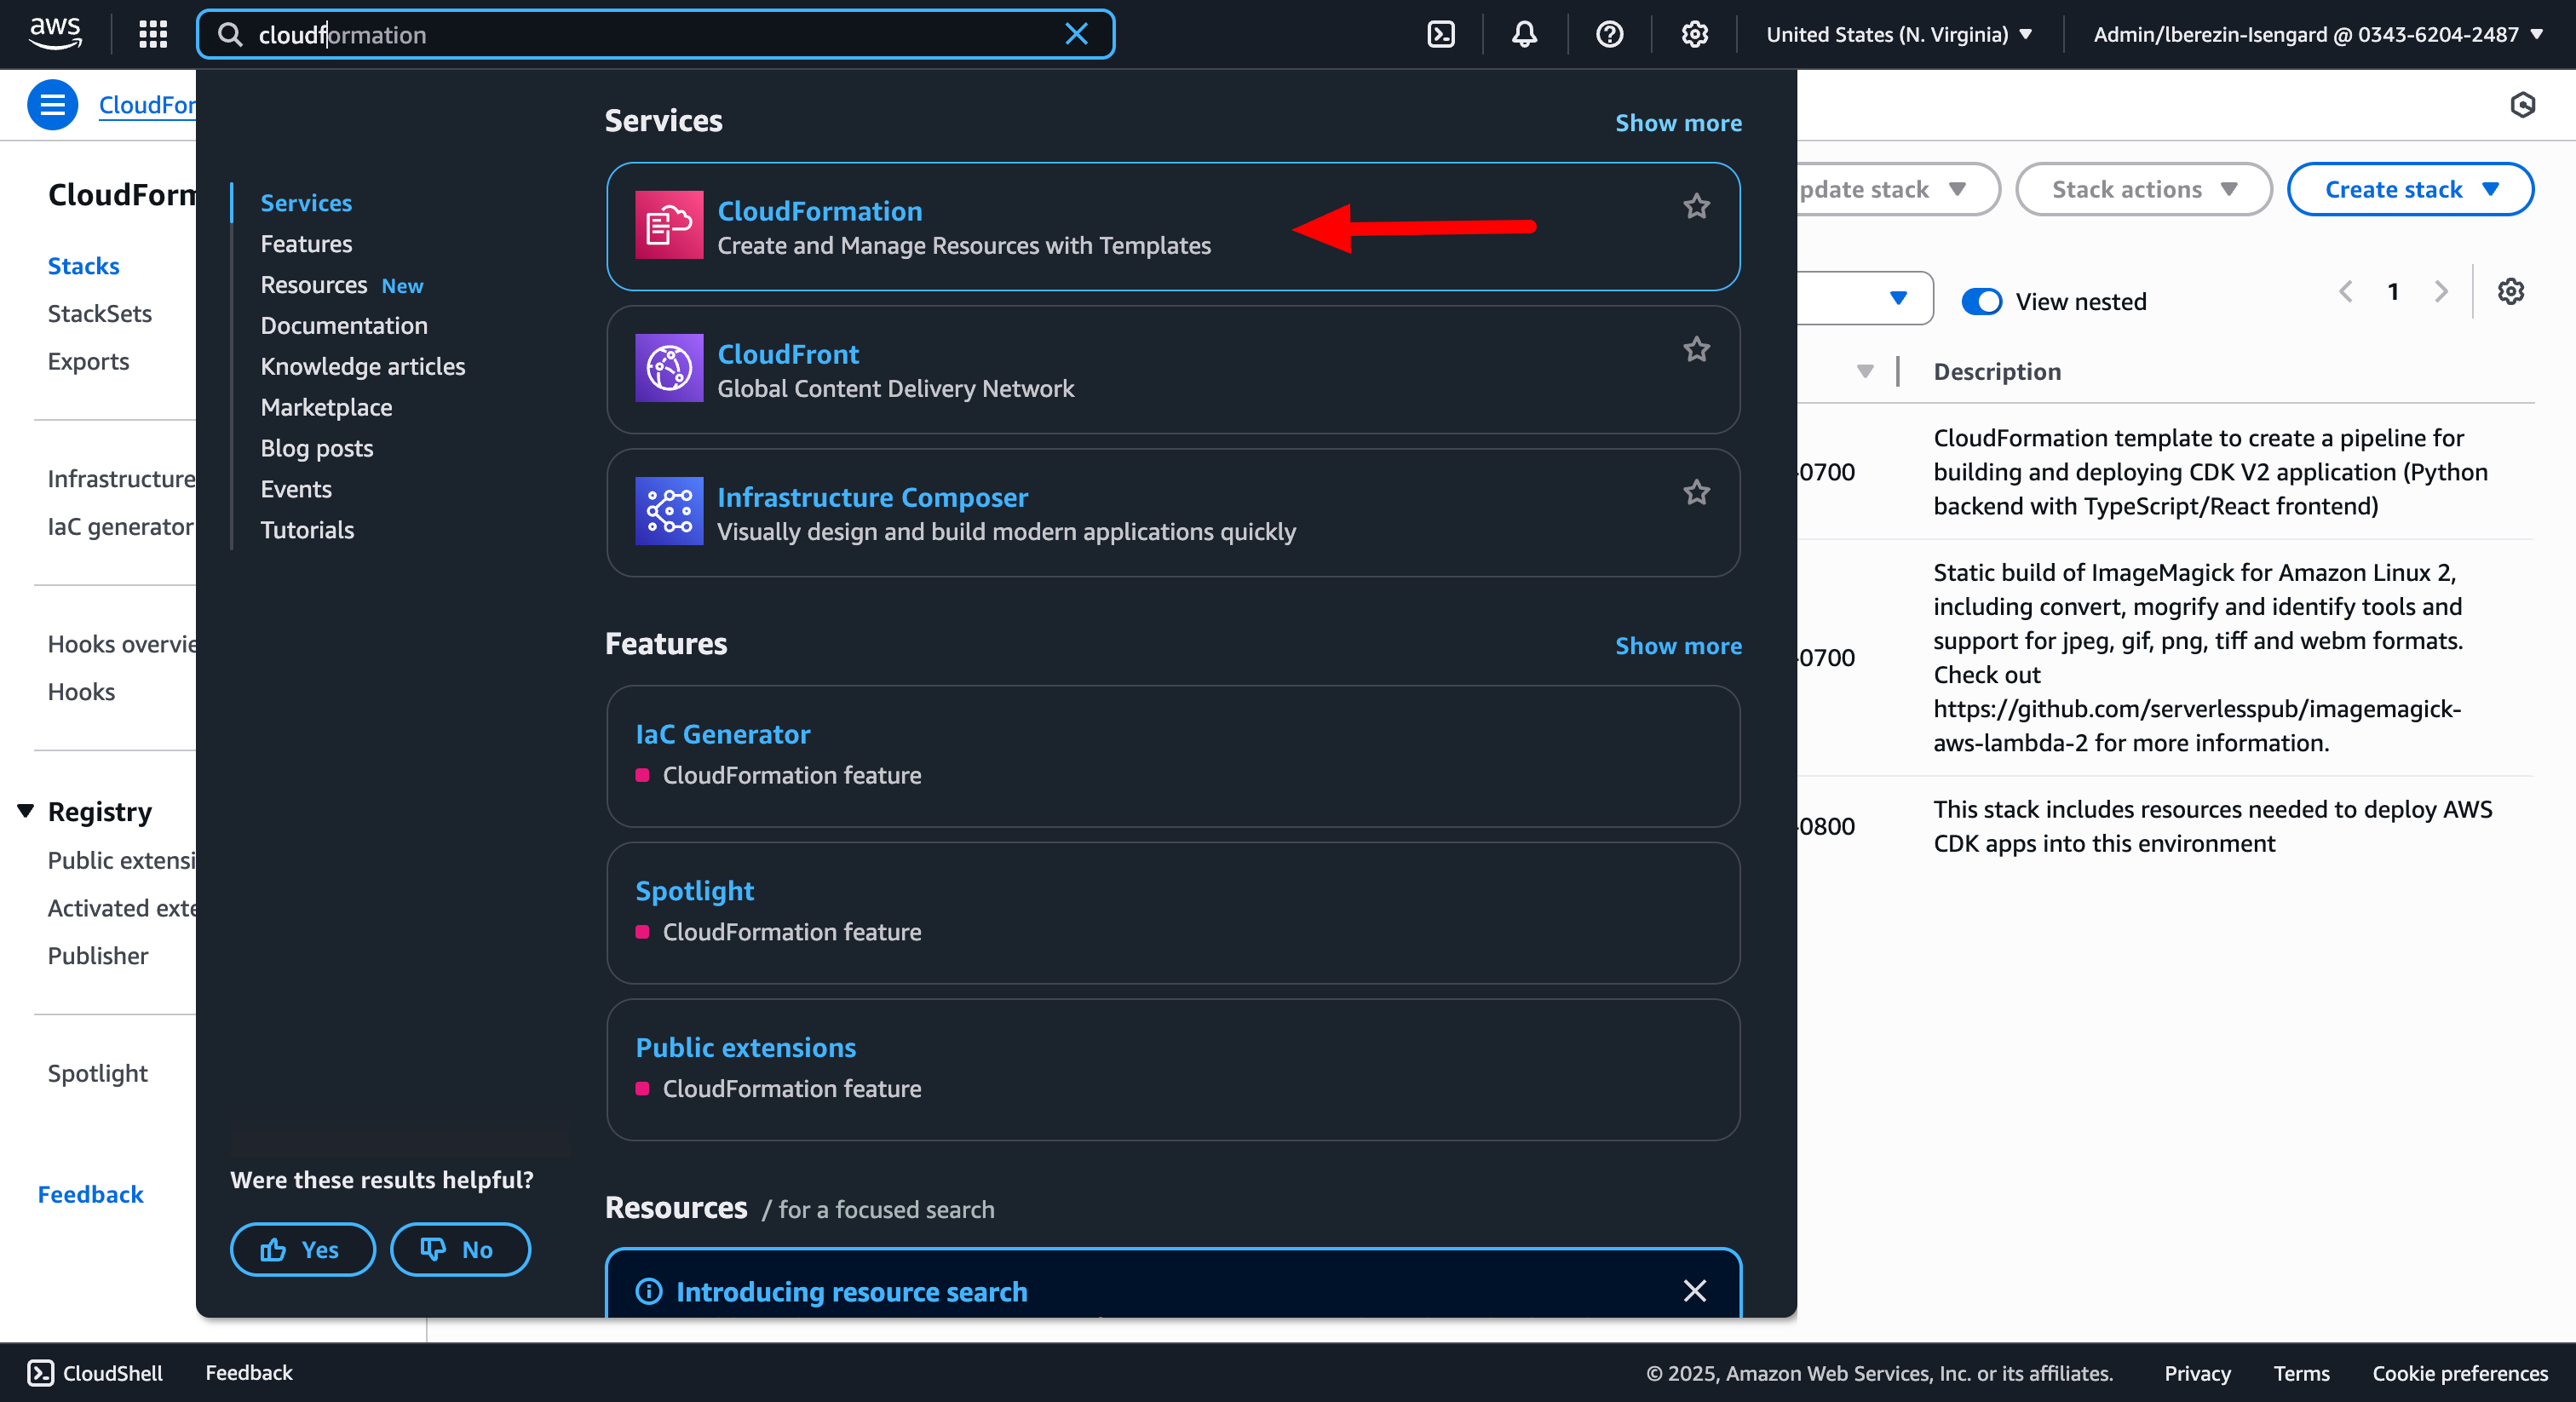 aws
cloudformation
United States (N. Virginia)
Admin/lberezin-Isengard @ 0343-6204-2487
CloudFor
CloudForm
Stacks
StackSets
Exports
Infrastructure
IaC generator
Hooks overvie
Hooks
Registry
Public extensi
Activated exte
Publisher
Spotlight
Feedback
Services
Features
Resources New
Documentation
Knowledge articles
Marketplace
Blog posts
Events
Tutorials
Were these results helpful?
Yes
No
Services
Show more
CloudFormation
Create and Manage Resources with Templates
CloudFront
Global Content Delivery Network
Infrastructure Composer
Visually design and build modern applications quickly
Features
Show more
IaC Generator
CloudFormation feature
Spotlight
CloudFormation feature
Public extensions
CloudFormation feature
Resources / for a focused search
Introducing resource search
pdate stack
Stack actions
Create stack
View nested
1
Description
0700
CloudFormation template to create a pipeline for
building and deploying CDK V2 application (Python
backend with TypeScript/React frontend)
0700
Static build of ImageMagick for Amazon Linux 2,
including convert, mogrify and identify tools and
support for jpeg, gif, png, tiff and webm formats.
Check out
https://github.com/serverlesspub/imagemagick-
aws-lambda-2 for more information.
0800
This stack includes resources needed to deploy AWS
CDK apps into this environment
CloudShell
Feedback
© 2025, Amazon Web Services, Inc. or its affiliates.
Privacy
Terms
Cookie preferences